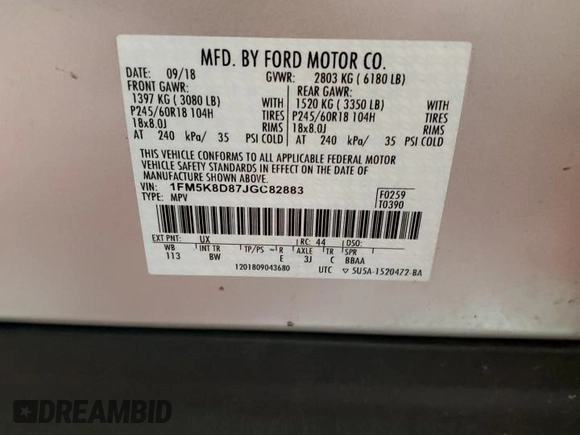 MFD. BY FORD MOTOR CO.
DATE: 09/18 GVWR: 2803 KG ( 6180 LB)
FRONT GAWR: REAR GAWR:
1397 KG ( 3080 LB) WITH 1520 KG ( 3350 LB) WITH
P245/60R18 104H TIRES P245/60R18 104H TIRES
18x8.0J RIMS 18x8.0J RIMS
AT 240 kPa/ 35 PSI COLD AT 240 kPa/ 35 PSI COLD
THIS VEHICLE CONFORMS TO ALL APPLICABLE FEDERAL MOTOR
VEHICLE SAFETY STANDARDS IN EFFECT ON THE DATE OF
MANUFACTURE SHOWN ABOVE.
VIN: 1FM5K8D87JGC82883
TYPE: MPV
F0259
T0390
EXT PNT: UX RC: 44 DSO:
WB INT TR TP/PS R AXLE TR SPR
113 BW E 3J C BBAA
1201809043680 UTC ▽ 5U5A-1520472-BA
DREAMBID